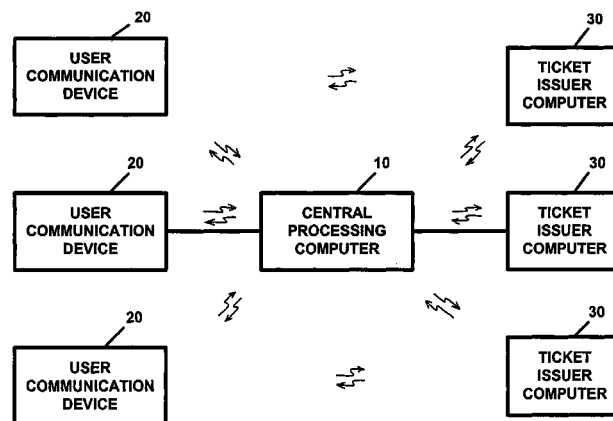 20
USER
COMMUNICATION
DEVICE
30
TICKET
ISSUER
COMPUTER
20
USER
COMMUNICATION
DEVICE
10
CENTRAL
PROCESSING
COMPUTER
30
TICKET
ISSUER
COMPUTER
20
USER
COMMUNICATION
DEVICE
30
TICKET
ISSUER
COMPUTER